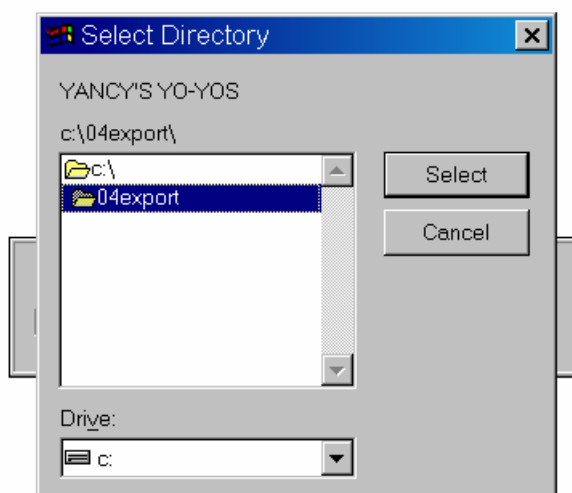 Select Directory
YANCY'S YO-YOS
c:\04export\
c:\
04export
Select
Cancel
Drive:
c: